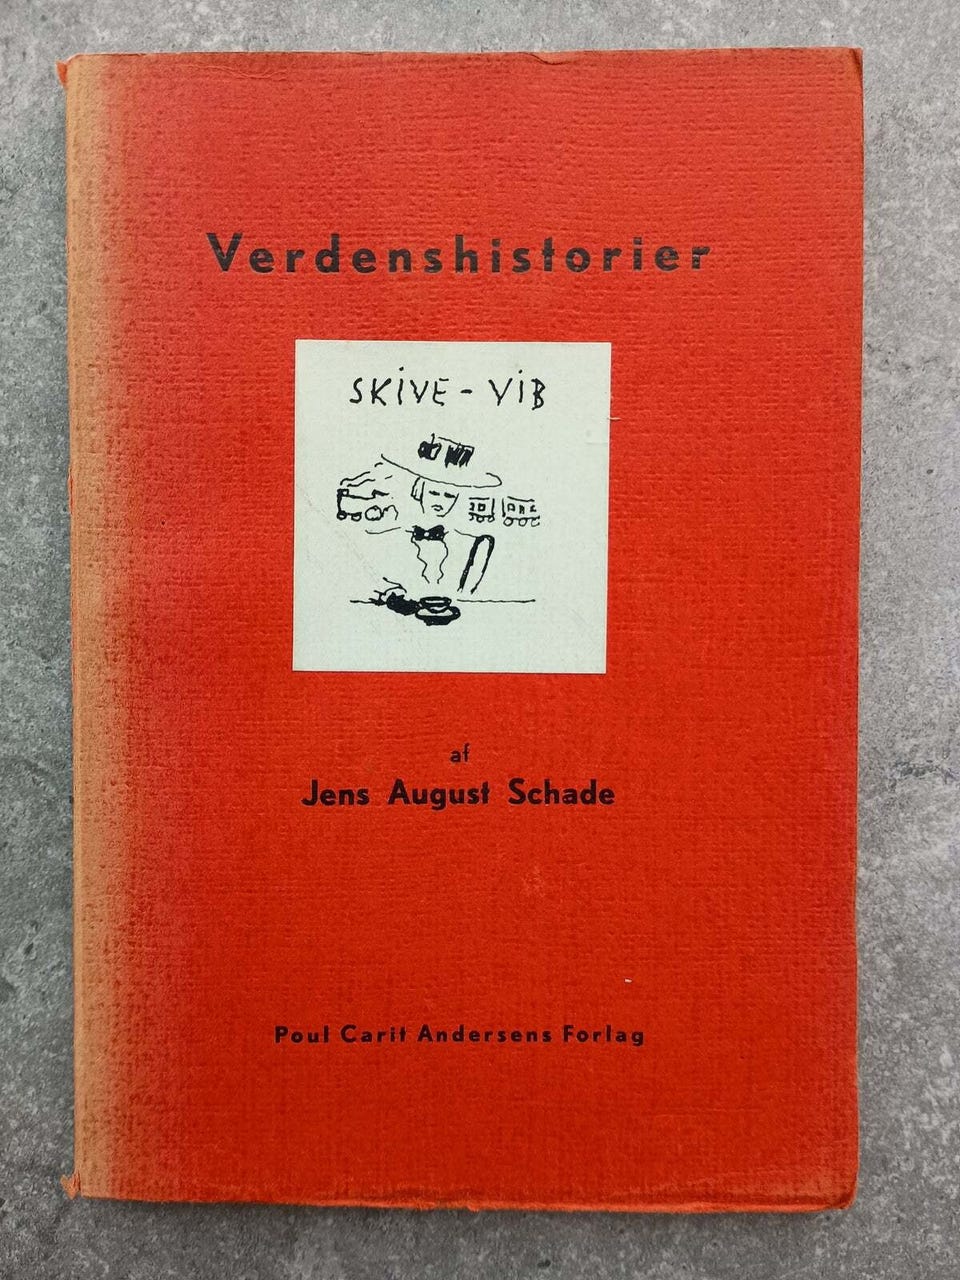 Verdenshistorier
SKIVE - VIB
af
Jens August Schade
Poul Carit Andersens Forlag